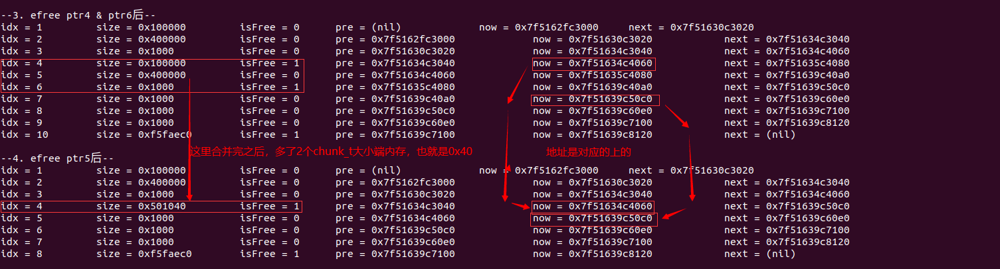 --3. efree ptr4 & ptr6后--
idx = 1 size = 0x100000 isFree = 0 pre = (nil) now = 0x7f5162fc3000 next = 0x7f51630c3020
idx = 2 size = 0x400000 isFree = 0 pre = 0x7f5162fc3000 now = 0x7f51630c3020 next = 0x7f51634c3040
idx = 3 size = 0x1000 isFree = 0 pre = 0x7f51630c3020 now = 0x7f51634c3040 next = 0x7f51634c4060
idx = 4 size = 0x100000 isFree = 1 pre = 0x7f51634c3040 now = 0x7f51634c4060 next = 0x7f51635c4080
idx = 5 size = 0x400000 isFree = 0 pre = 0x7f51634c4060 now = 0x7f51635c4080 next = 0x7f51639c40a0
idx = 6 size = 0x1000 isFree = 1 pre = 0x7f51635c4080 now = 0x7f51639c40a0 next = 0x7f51639c50c0
idx = 7 size = 0x1000 isFree = 0 pre = 0x7f51639c40a0 now = 0x7f51639c50c0 next = 0x7f51639c60e0
idx = 8 size = 0x1000 isFree = 0 pre = 0x7f51639c50c0 now = 0x7f51639c60e0 next = 0x7f51639c7100
idx = 9 size = 0x1000 isFree = 0 pre = 0x7f51639c60e0 now = 0x7f51639c7100 next = 0x7f51639c8120
idx = 10 size = 0xf5faec0 isFree = 1 pre = 0x7f51639c7100 now = 0x7f51639c8120 next = (nil)
这里合并完之后，多了2个chunk_t大小端内存，也就是0x40 地址是对应的上的
--4. efree ptr5后--
idx = 1 size = 0x100000 isFree = 0 pre = (nil) now = 0x7f5162fc3000 next = 0x7f51630c3020
idx = 2 size = 0x400000 isFree = 0 pre = 0x7f5162fc3000 now = 0x7f51630c3020 next = 0x7f51634c3040
idx = 3 size = 0x1000 isFree = 0 pre = 0x7f51630c3020 now = 0x7f51634c3040 next = 0x7f51634c4060
idx = 4 size = 0x501040 isFree = 1 pre = 0x7f51634c3040 now = 0x7f51634c4060 next = 0x7f51639c50c0
idx = 5 size = 0x1000 isFree = 0 pre = 0x7f51634c4060 now = 0x7f51639c50c0 next = 0x7f51639c60e0
idx = 6 size = 0x1000 isFree = 0 pre = 0x7f51639c50c0 now = 0x7f51639c60e0 next = 0x7f51639c7100
idx = 7 size = 0x1000 isFree = 0 pre = 0x7f51639c60e0 now = 0x7f51639c7100 next = 0x7f51639c8120
idx = 8 size = 0xf5faec0 isFree = 1 pre = 0x7f51639c7100 now = 0x7f51639c8120 next = (nil)